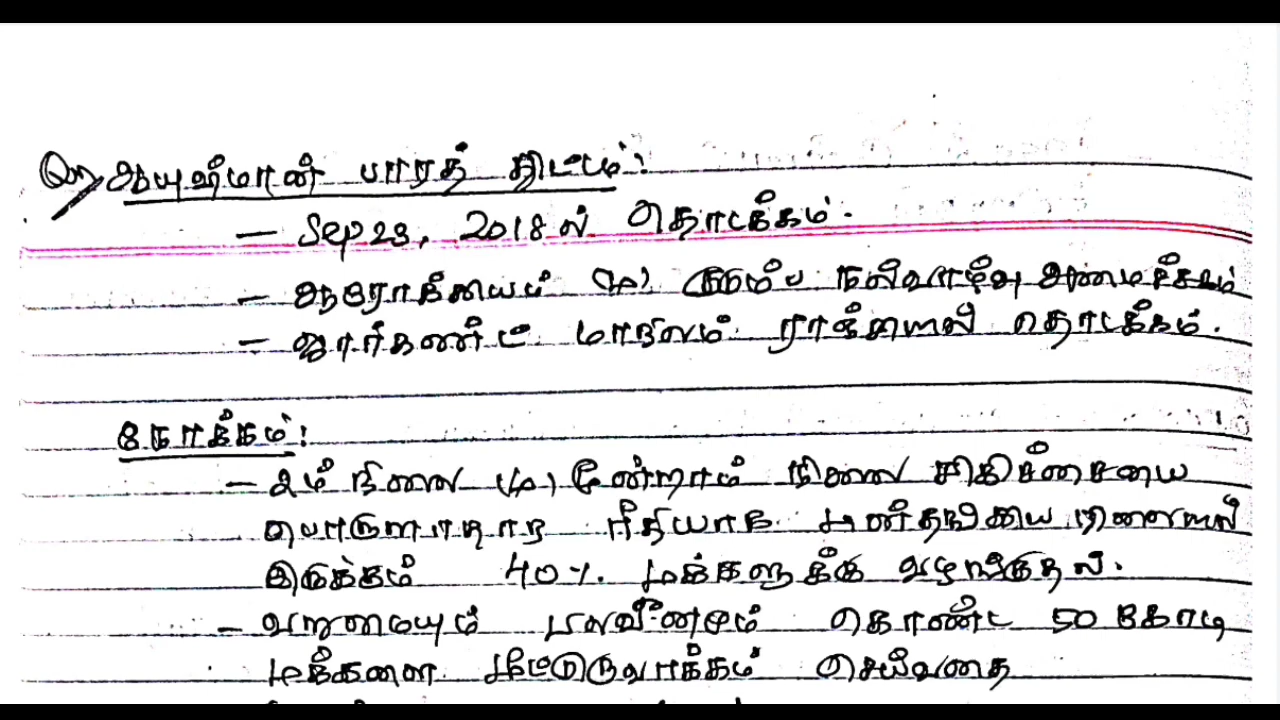 ஆயுஷ்மான் பாரத் திட்டம்:
– Sep 23, 2018ல் தொடக்கம்.
– ஆரோக்யம் (ம) குடும்ப நல்வாழ்வு அமைச்சகம்
– ஜார்கண்ட் மாநிலம் ராஞ்சியில் தொடக்கம்.
நோக்கம்:
– 2ம் நிலை (ம) மூன்றாம் நிலை சிகிச்சையை
பொருளாதார ரீதியாக பின்தங்கிய நிலையில்
இருக்கும் 40% மக்களுக்கு வழங்குதல்.
– வறுமையும் பலவீனமும் கொண்ட 50 கோடி
மக்களை செய்வதை